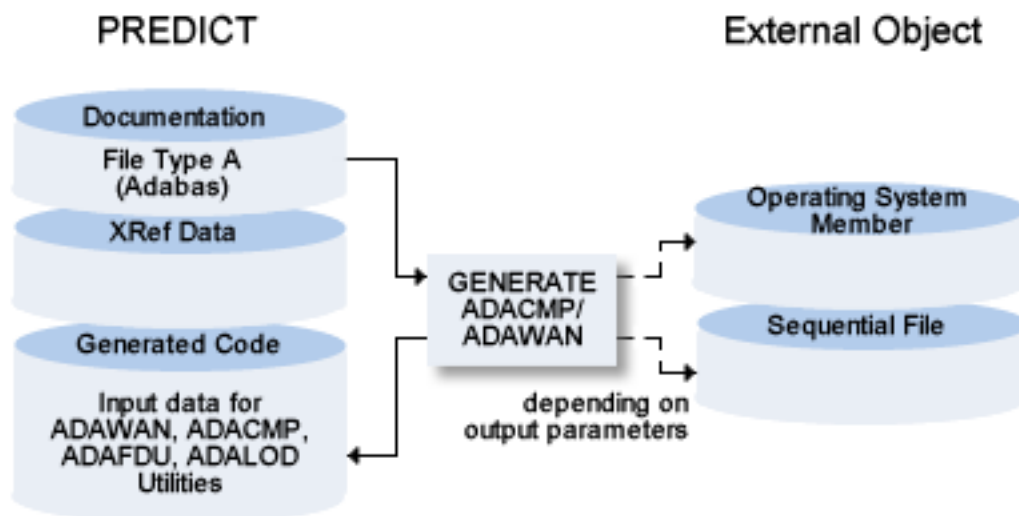 PREDICT
External Object
Documentation
File Type A
(Adabas)
XRef Data
Generated Code
Input data for
ADAWAN, ADACMP,
ADAFDU, ADALOD
Utilities
GENERATE
ADACMP/
ADAWAN
depending on
output parameters
Operating System
Member
Sequential File